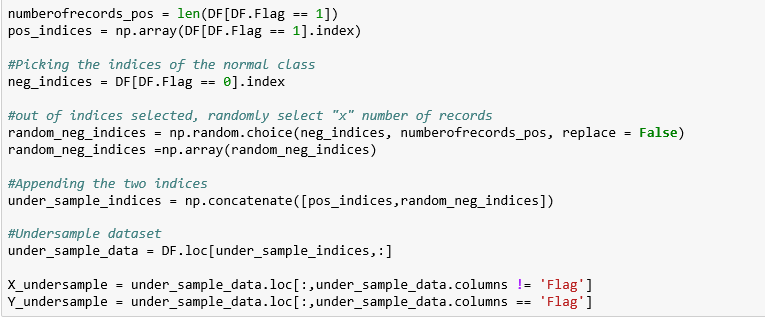 numberofrecords_pos = len(DF[DF.Flag == 1])
pos_indices = np.array(DF[DF.Flag == 1].index)
#Picking the indices of the normal class
neg_indices = DF[DF.Flag == 0].index
#out of indices selected, randomly select "x" number of records
random_neg_indices = np.random.choice(neg_indices, numberofrecords_pos, replace = False)
random_neg_indices =np.array(random_neg_indices)
#Appending the two indices
under_sample_indices = np.concatenate([pos_indices,random_neg_indices])
#Undersample dataset
under_sample_data = DF.loc[under_sample_indices,:]
X_undersample = under_sample_data.loc[:,under_sample_data.columns != 'Flag']
Y_undersample = under_sample_data.loc[:,under_sample_data.columns == 'Flag']